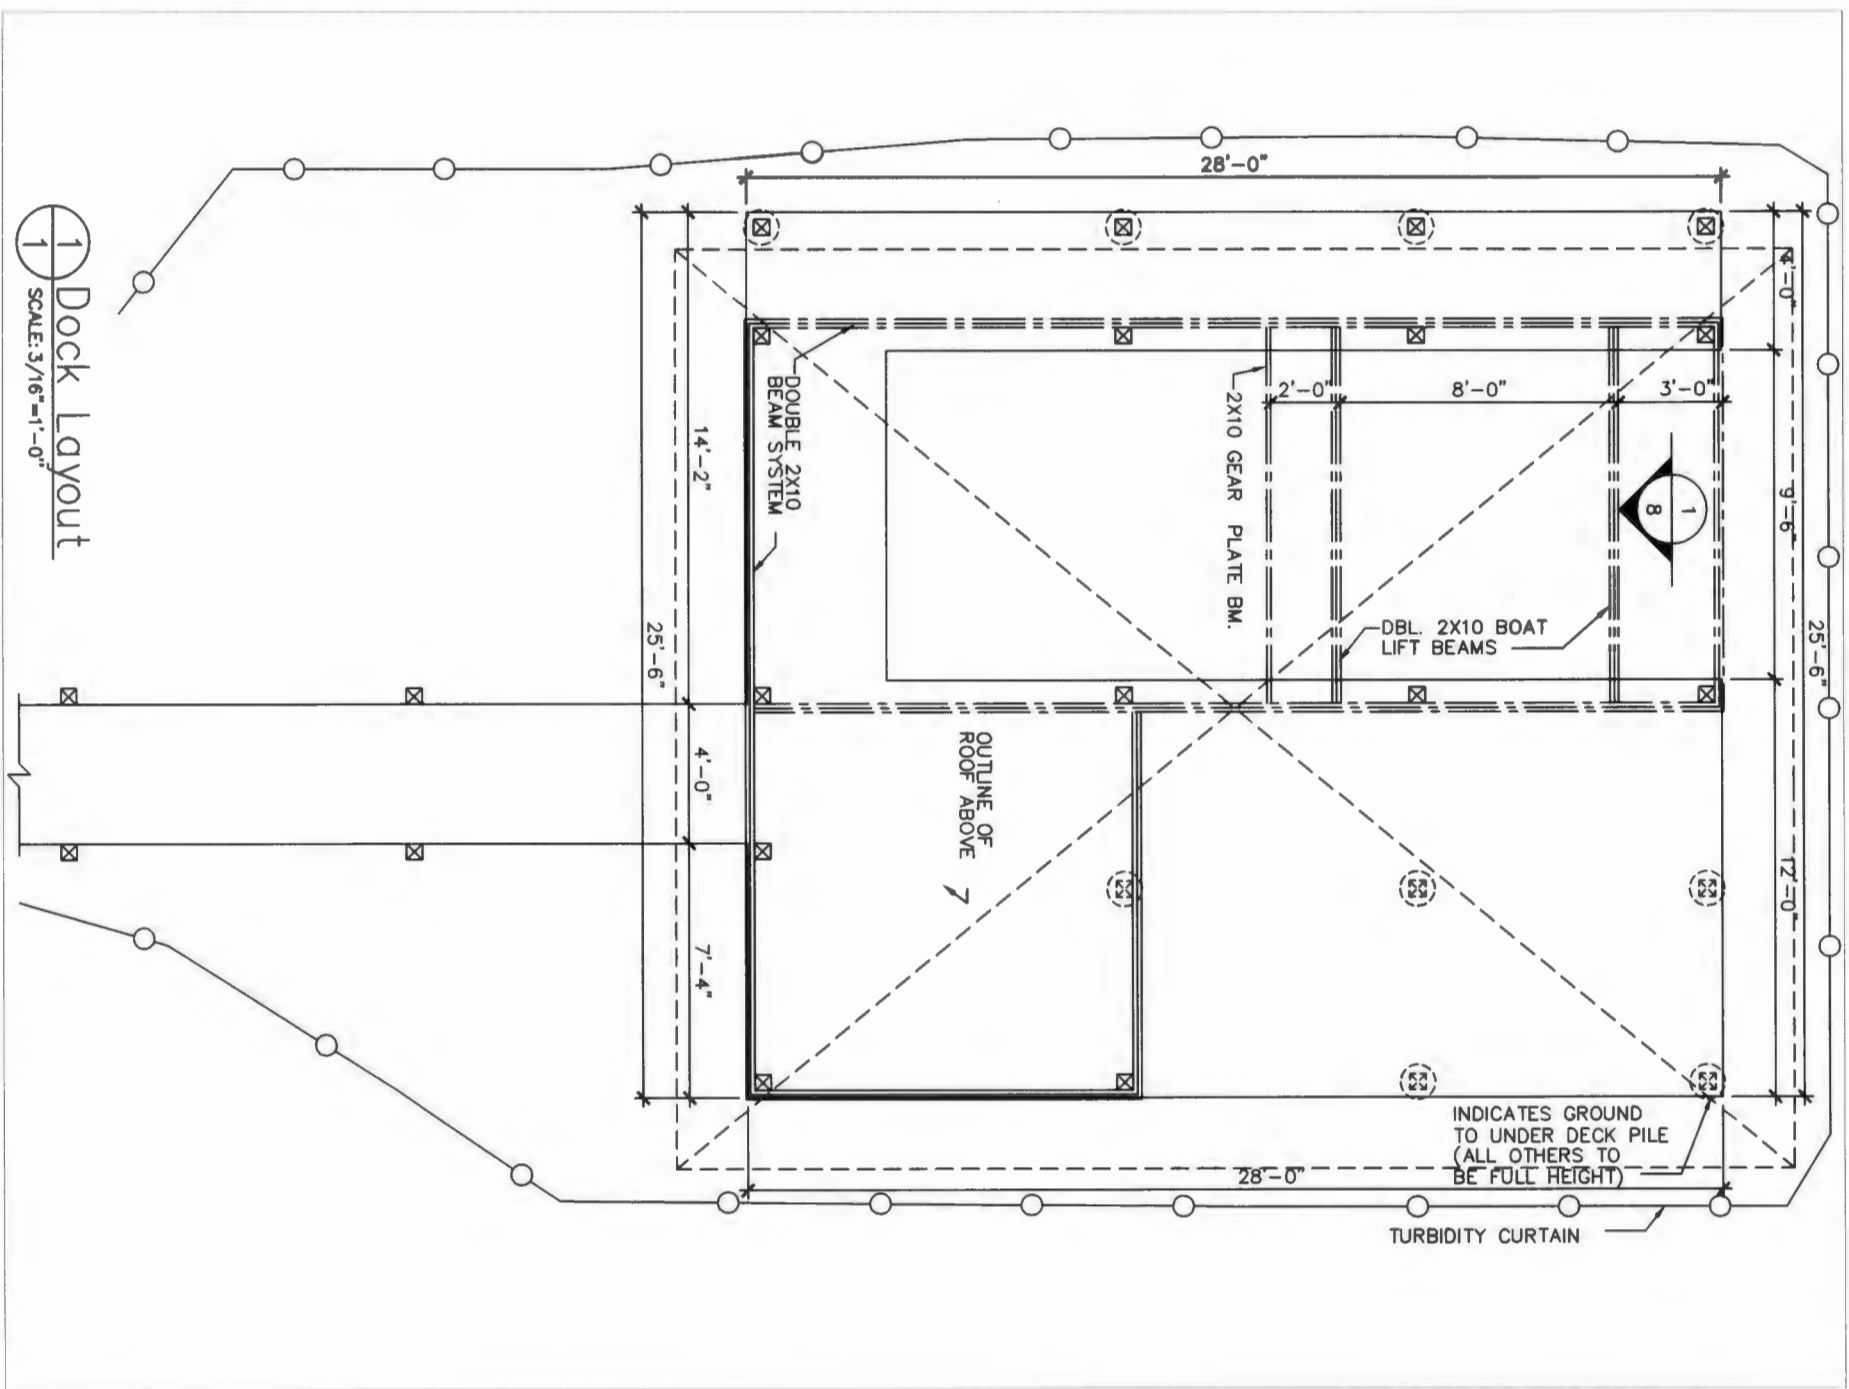 28'-0"
4'-0"
9'-6"
12'-0"
25'-6"
2'-0"
8'-0"
3'-0"
1
8
2X10 GEAR PLATE BM.
DOUBLE 2X10
BEAM SYSTEM
DBL. 2X10 BOAT
LIFT BEAMS
14'-2"
4'-0"
7'-4"
25'-6"
OUTLINE OF
ROOF ABOVE
INDICATES GROUND
TO UNDER DECK PILE
(ALL OTHERS TO
BE FULL HEIGHT)
28'-0"
TURBIDITY CURTAIN
1
1
Dock Layout
SCALE: 3/16"=1'-0"